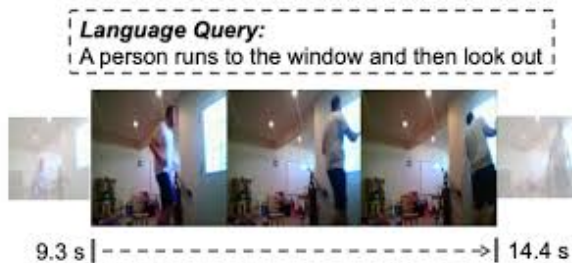 Language Query:
A person runs to the window and then look out
9.3 s
14.4 s